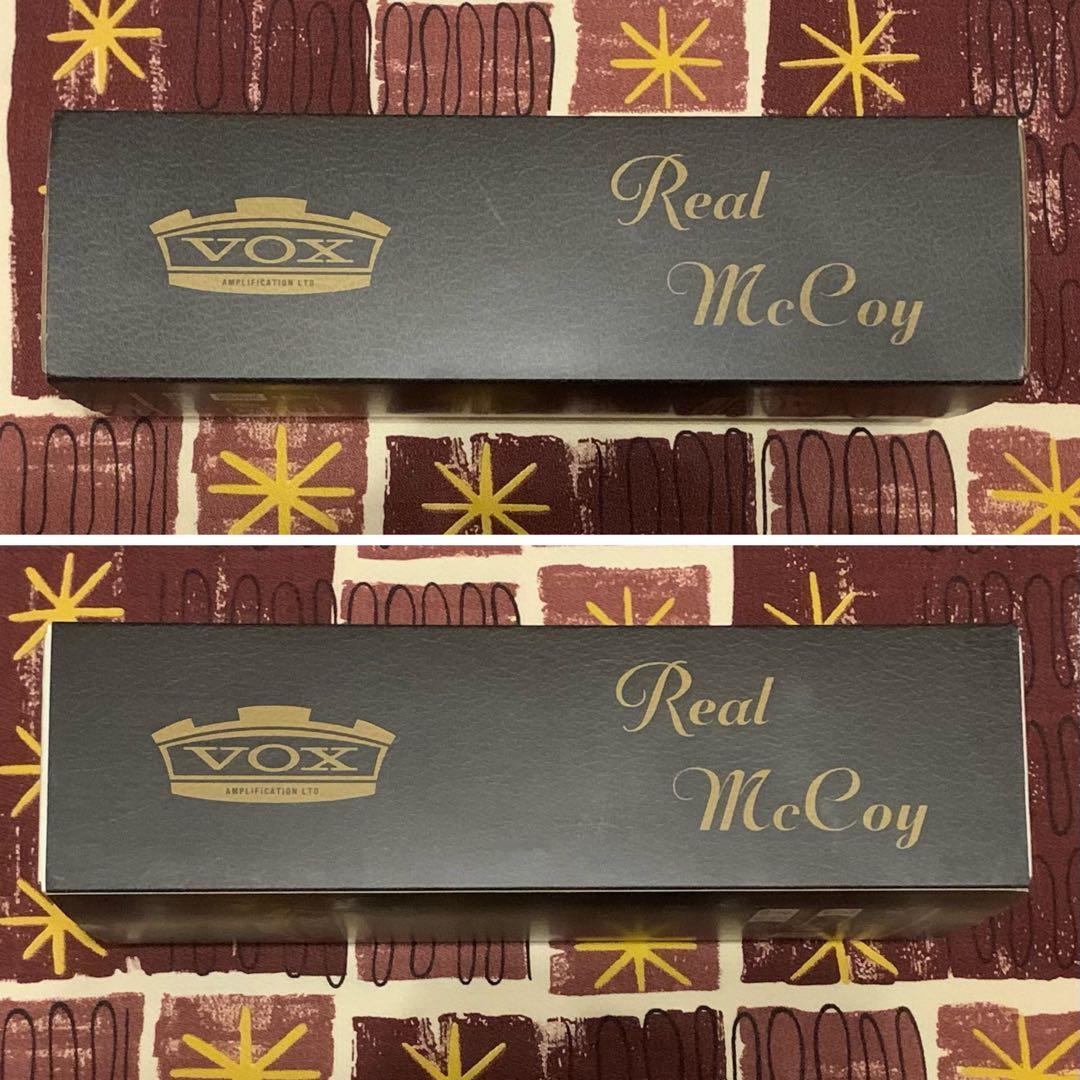 VOX
AMPLIFICATION LTD
Real
McCoy
VOX
AMPLIFICATION LTD
Real
McCoy